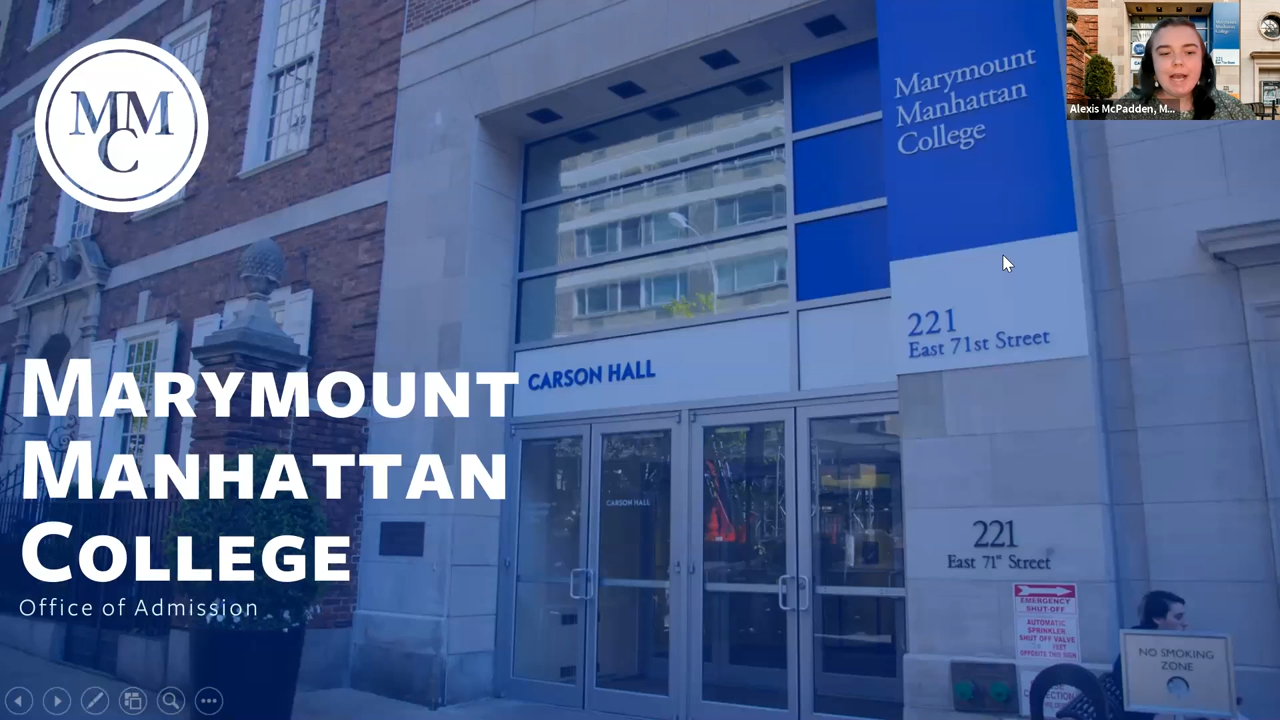 MMC
Marymount
Manhattan
College
Alexis McPadden, M...
221
East 71st Street
CARSON HALL
Marymount
Manhattan
College
Office of Admission
CARSON HALL
221
East 71st Street
EMERGENCY
SHUT-OFF
AUTOMATIC
SPRINKLER
SHUT OFF VALVE
FEET
OPPOSITE THIS SIGN
NO SMOKING
ZONE